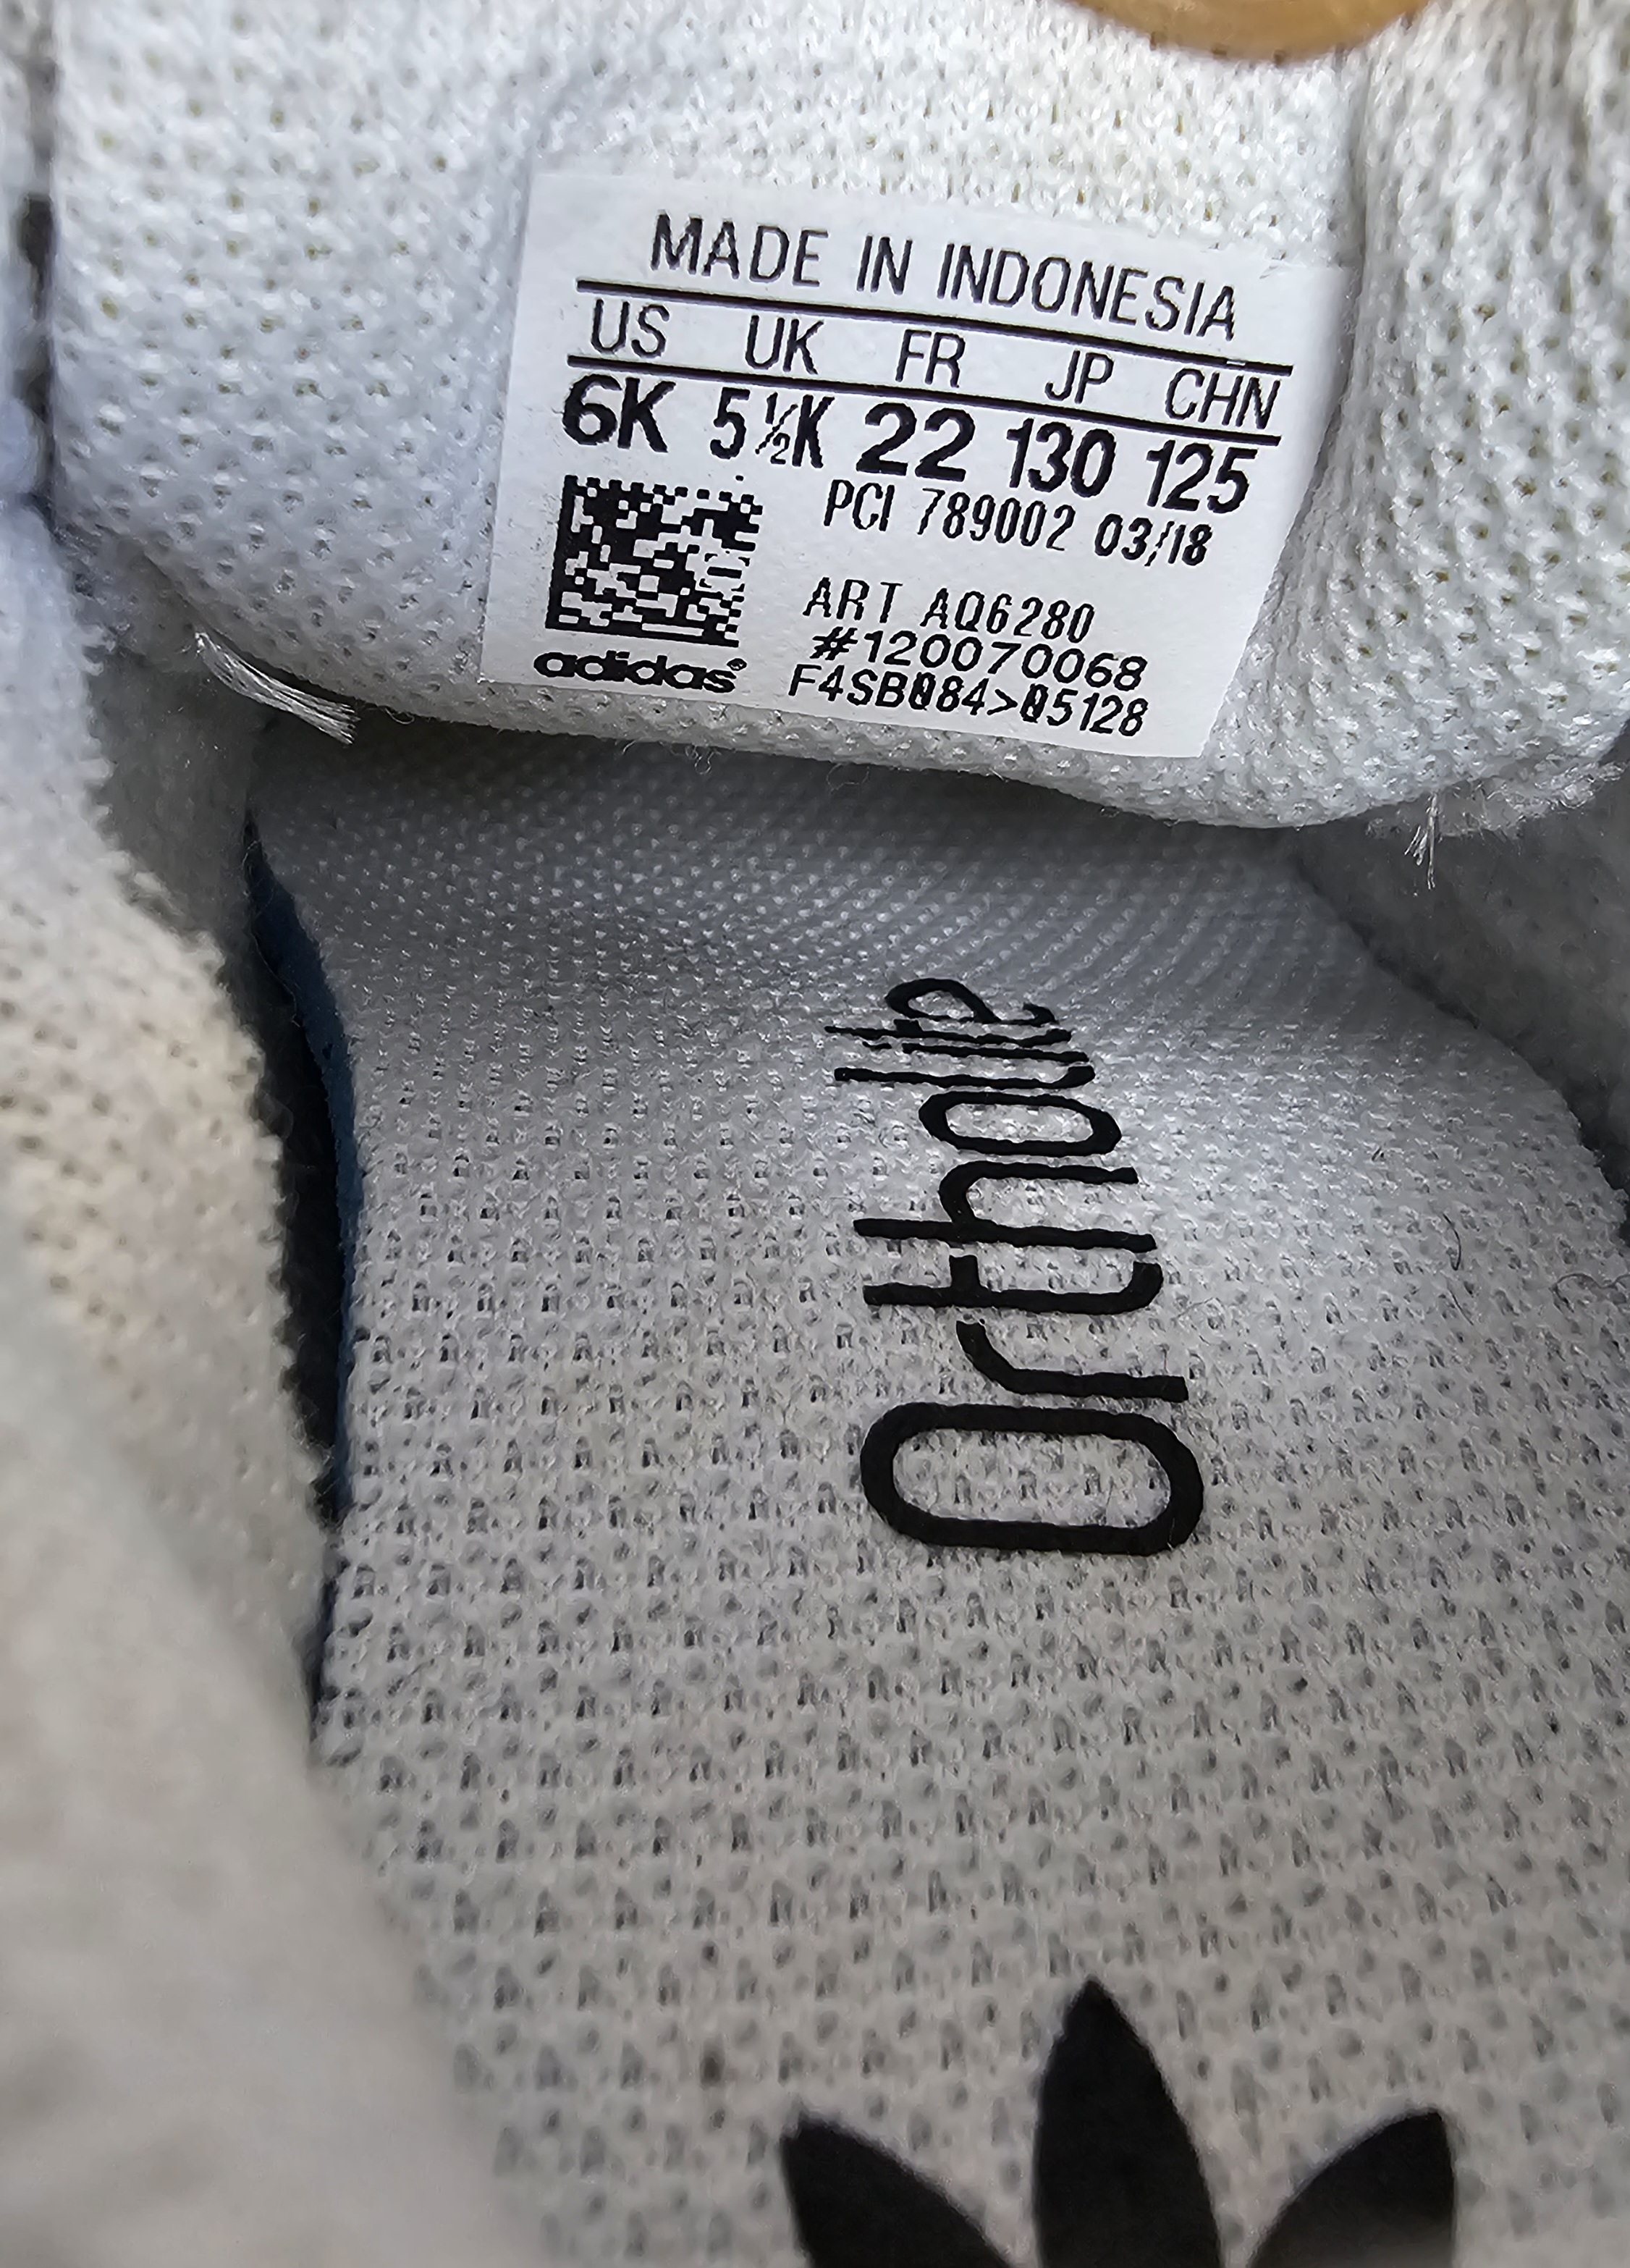 MADE IN INDONESIA
US UK FR JP CHN
6K 5½K 22 130 125
PCI 789002 03/18
ART AQ6280
#120070068
F4SB084>05128
adidas®
Ortholite